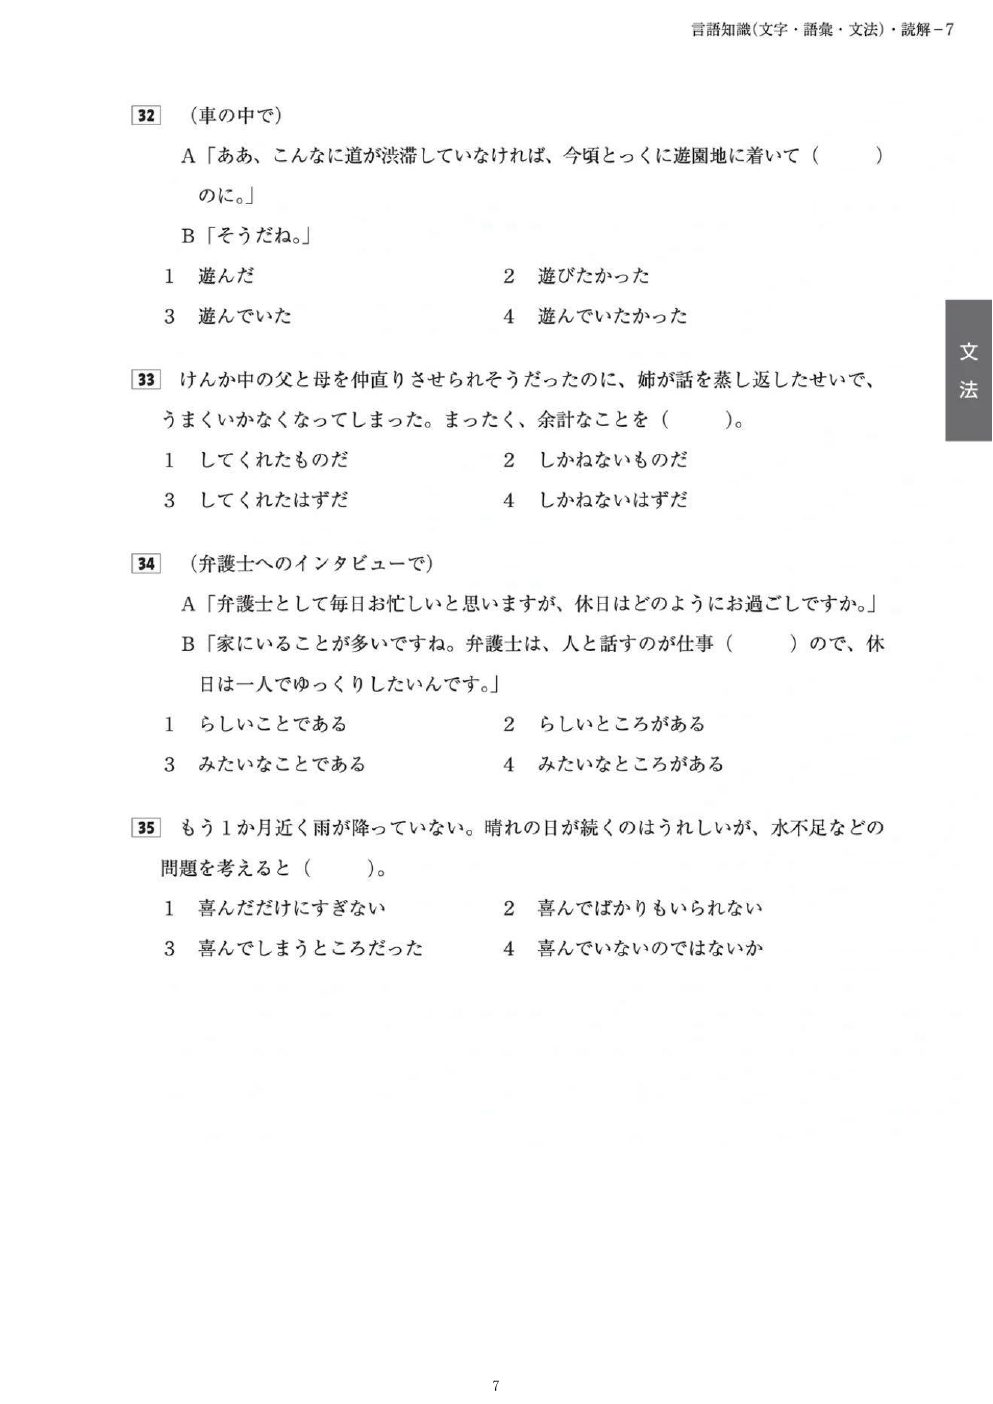 言語知識(文字・語彙・文法)・読解－7
32 （車の中で）
A「ああ、こんなに道が渋滞していなければ、今頃とっくに遊園地に着いて（　　　）
のに。」
B「そうだね。」
1 遊んだ 2 遊びたかった
3 遊んでいた 4 遊んでいたかった
文法
33 けんか中の父と母を仲直りさせられそうだったのに、姉が話を蒸し返したせいで、
うまくいかなくなってしまった。まったく、余計なことを（　　　）。
1 してくれたものだ 2 しかねないものだ
3 してくれたはずだ 4 しかねないはずだ
34 （弁護士へのインタビューで）
A「弁護士として毎日お忙しいと思いますが、休日はどのようにお過ごしですか。」
B「家にいることが多いですね。弁護士は、人と話すのが仕事（　　　）ので、休
日は一人でゆっくりしたいんです。」
1 らしいことである 2 らしいところがある
3 みたいなことである 4 みたいなところがある
35 もう１か月近く雨が降っていない。晴れの日が続くのはうれしいが、水不足などの
問題を考えると（　　　）。
1 喜んだだけにすぎない 2 喜んでばかりもいられない
3 喜んでしまうところだった 4 喜んでいないのではないか
7